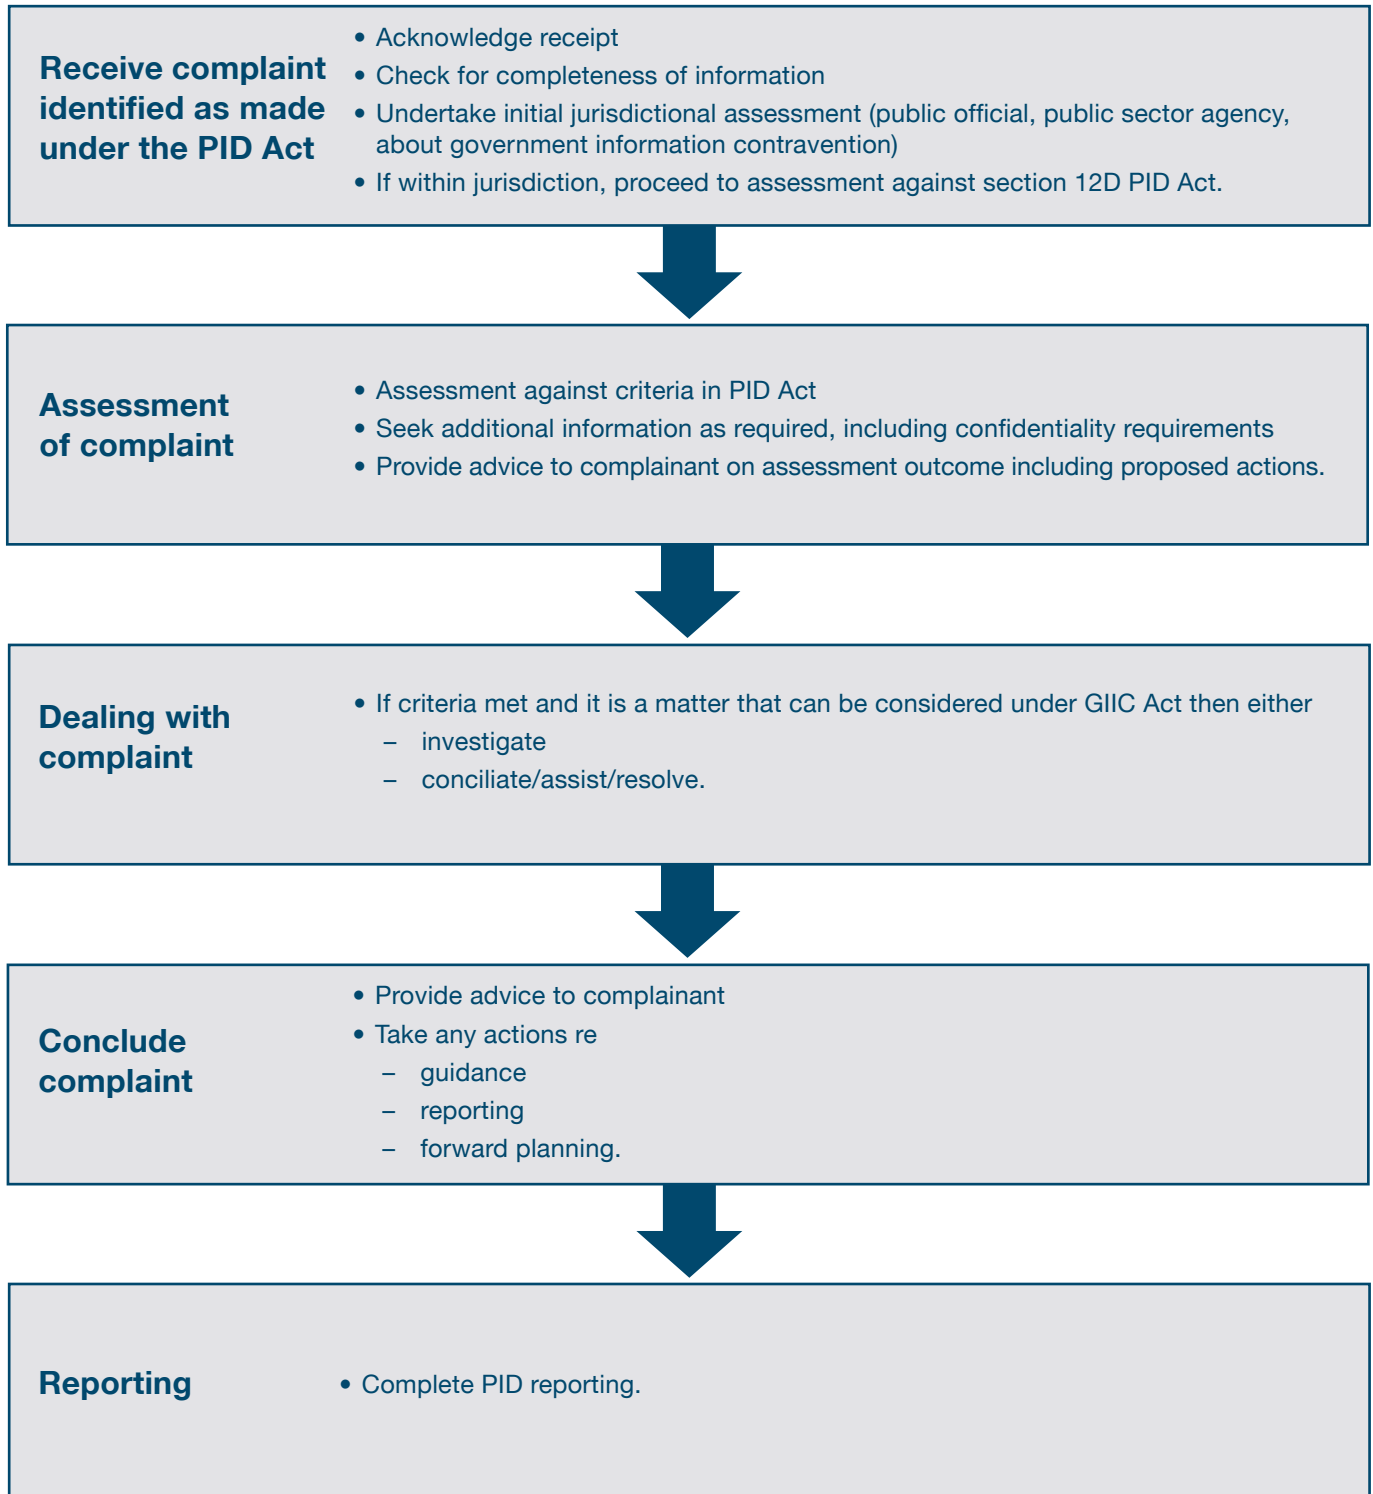 Receive complaint
identified as made
under the PID Act
• Acknowledge receipt
• Check for completeness of information
• Undertake initial jurisdictional assessment (public official, public sector agency,
about government information contravention)
• If within jurisdiction, proceed to assessment against section 12D PID Act.
Assessment
of complaint
• Assessment against criteria in PID Act
• Seek additional information as required, including confidentiality requirements
• Provide advice to complainant on assessment outcome including proposed actions.
Dealing with
complaint
• If criteria met and it is a matter that can be considered under GIIC Act then either
– investigate
– conciliate/assist/resolve.
Conclude
complaint
• Provide advice to complainant
• Take any actions re
– guidance
– reporting
– forward planning.
Reporting
• Complete PID reporting.